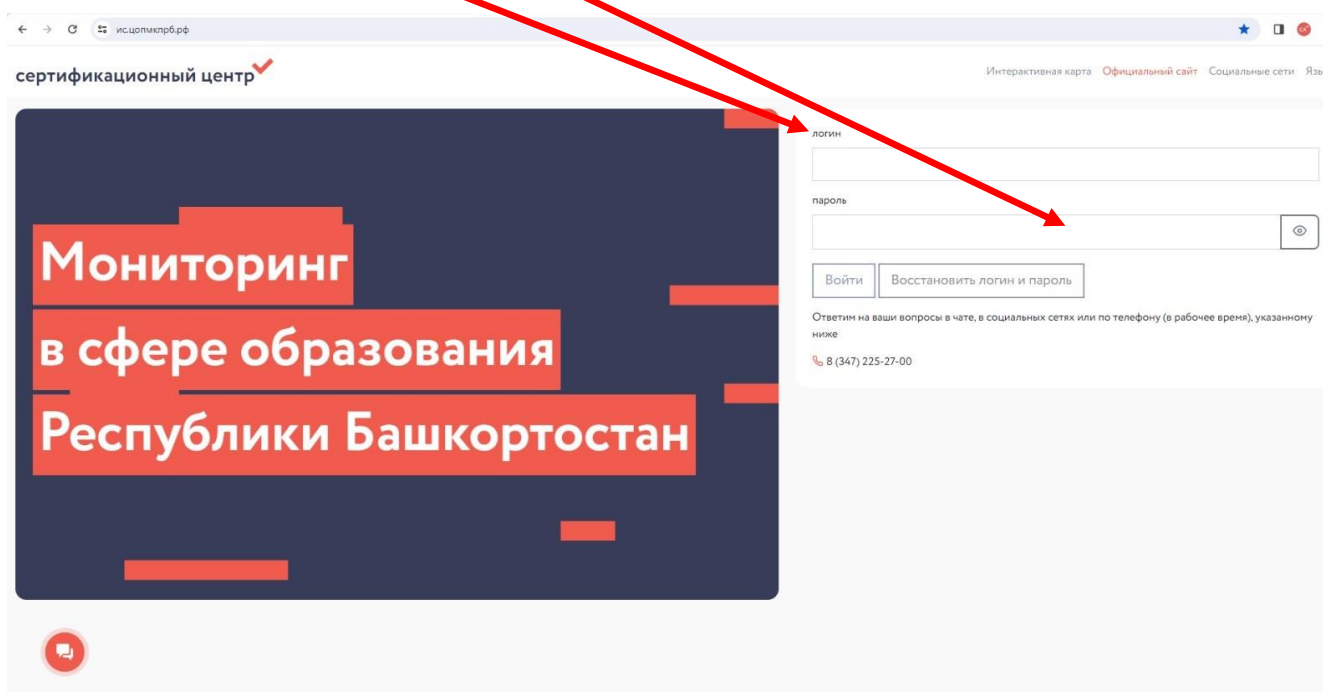 ис.цопмкпрб.рф
сертификационный центр
Интерактивная карта Официальный сайт Социальные сети
Мониторинг
в сфере образования
Республики Башкортостан
логин
пароль
Войти Восстановить логин и пароль
Ответим на ваши вопросы в чате, в социальных сетях или по телефону (в рабочее время), указанному
ниже
8 (347) 225-27-00